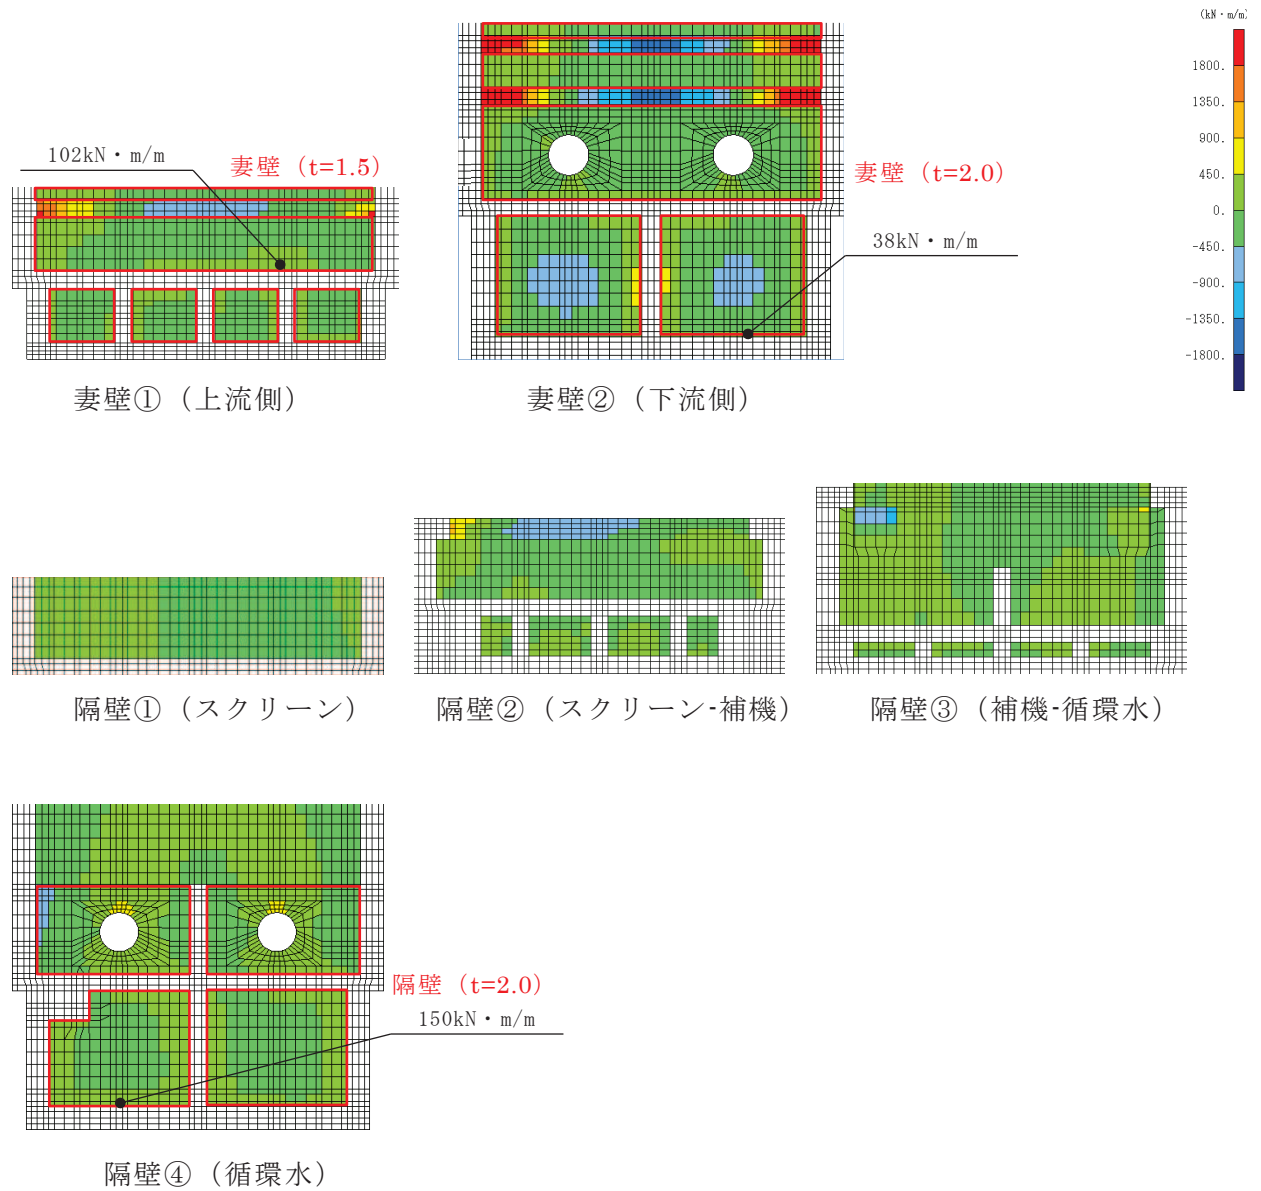 (kN・m/m)
1800.
1350.
900.
450.
0.
-450.
-900.
-1350.
-1800.
102kN・m/m
妻壁（t=1.5）
妻壁（t=2.0）
38kN・m/m
妻壁①（上流側）
妻壁②（下流側）
隔壁①（スクリーン）
隔壁②（スクリーン-補機）
隔壁③（補機-循環水）
隔壁（t=2.0）
150kN・m/m
隔壁④（循環水）